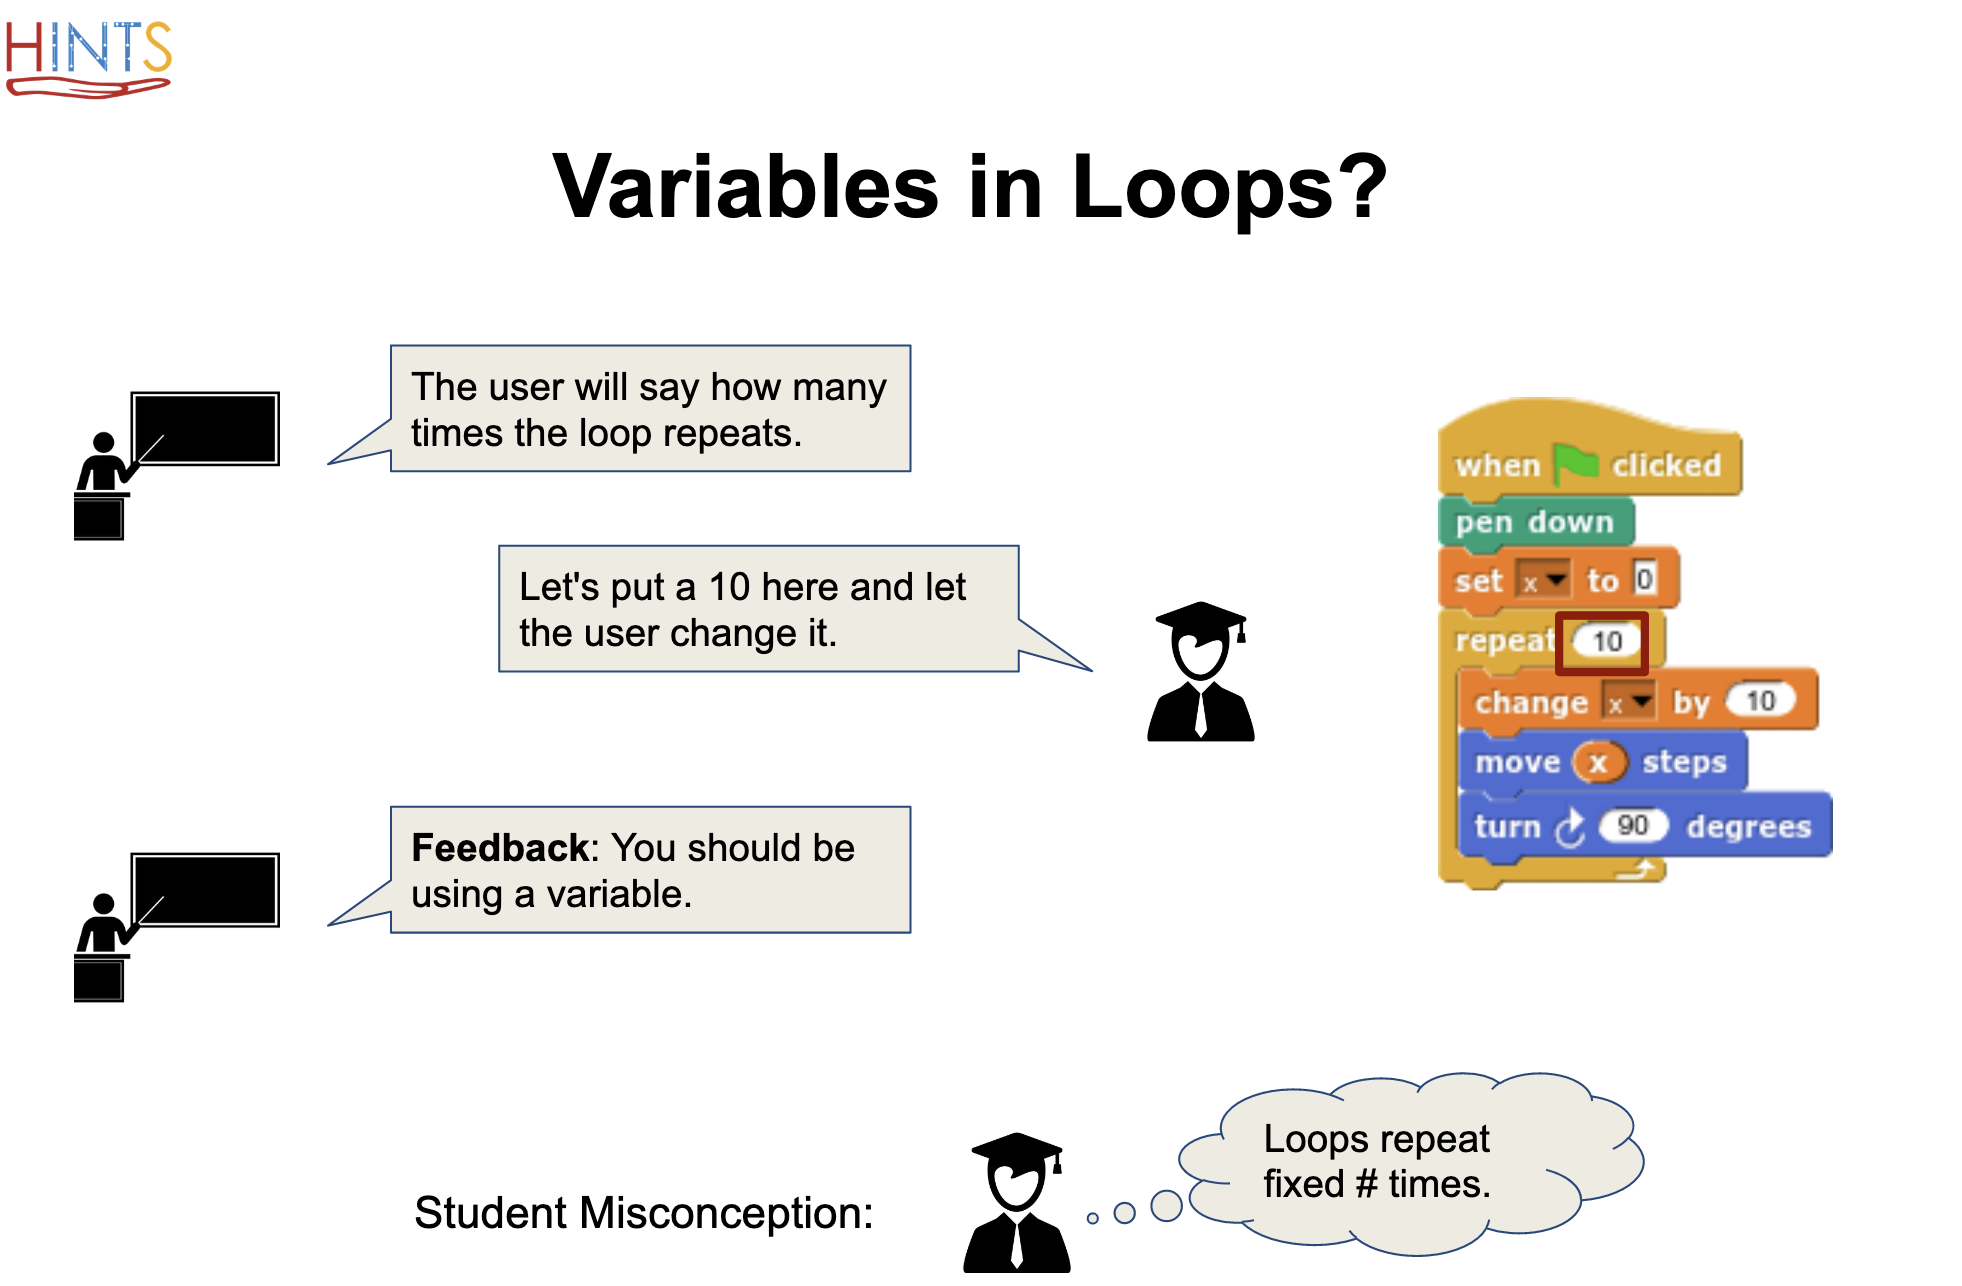 HINTS
Variables in Loops?
The user will say how many
times the loop repeats.
Let's put a 10 here and let
the user change it.
Feedback: You should be
using a variable.
when clicked
pen down
set x to 0
repeat 10
change x by 10
move x steps
turn 90 degrees
Student Misconception:
Loops repeat
fixed # times.